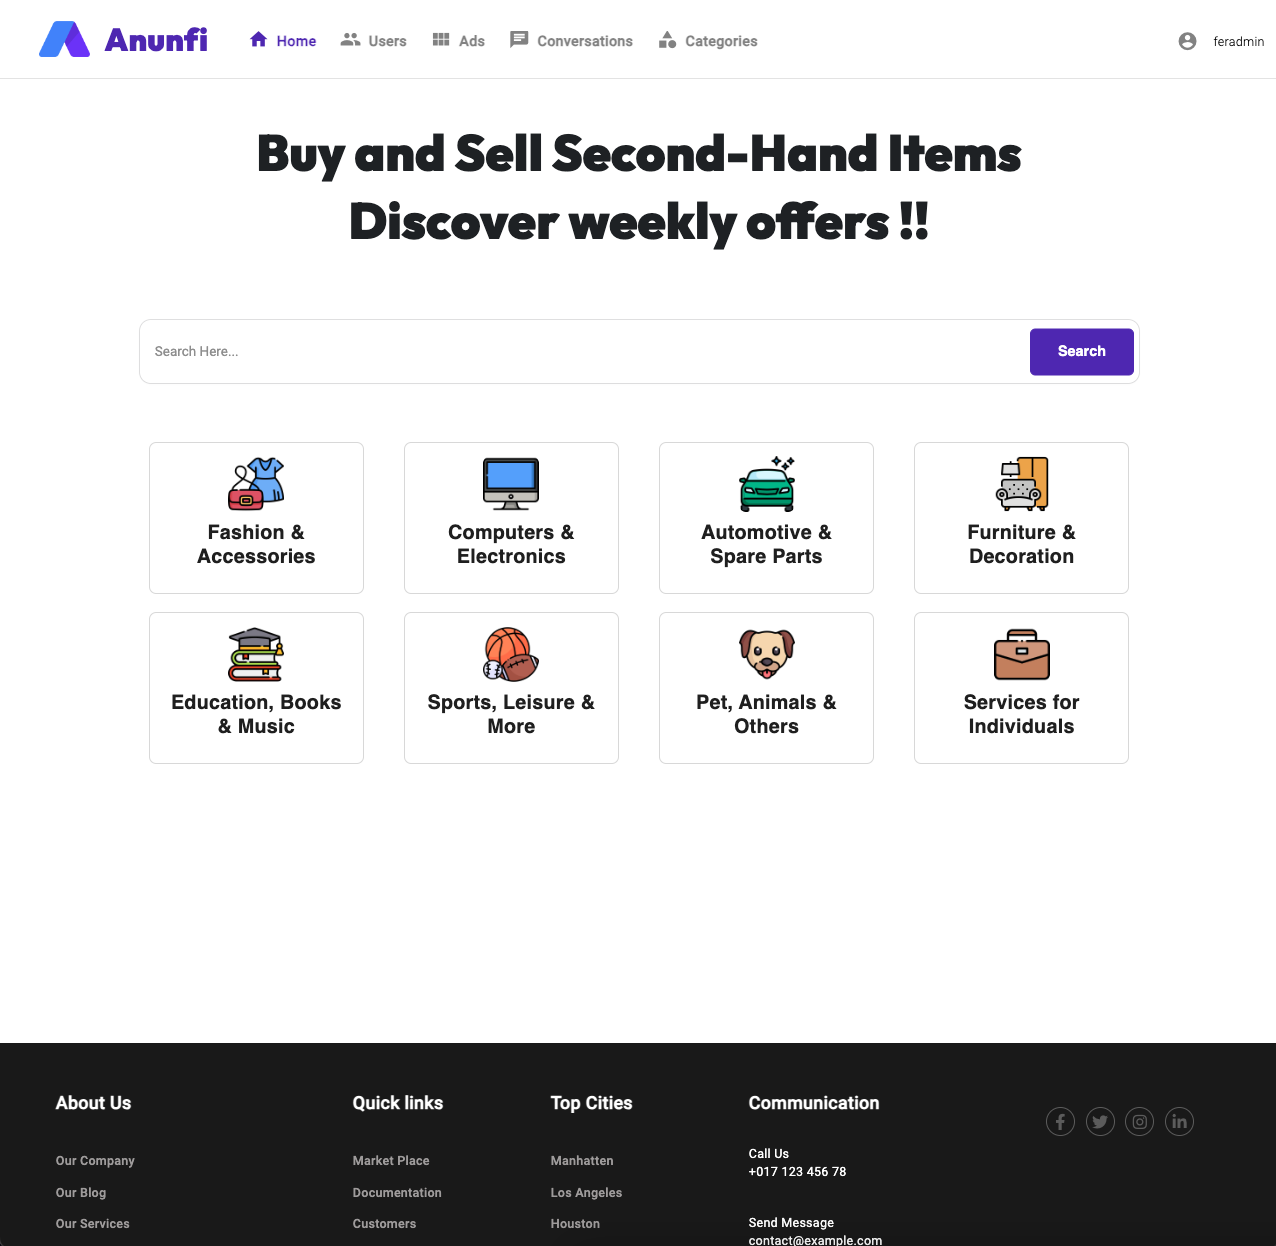 Anunfi
Home
Users
Ads
Conversations
Categories
feradmin
Buy and Sell Second-Hand Items
Discover weekly offers !!
Search Here...
Search
Fashion &
Accessories
Computers &
Electronics
Automotive &
Spare Parts
Furniture &
Decoration
Education, Books
& Music
Sports, Leisure &
More
Pet, Animals &
Others
Services for
Individuals
About Us
Our Company
Our Blog
Our Services
Quick links
Market Place
Documentation
Customers
Top Cities
Manhatten
Los Angeles
Houston
Communication
Call Us
+017 123 456 78
Send Message
contact@example.com